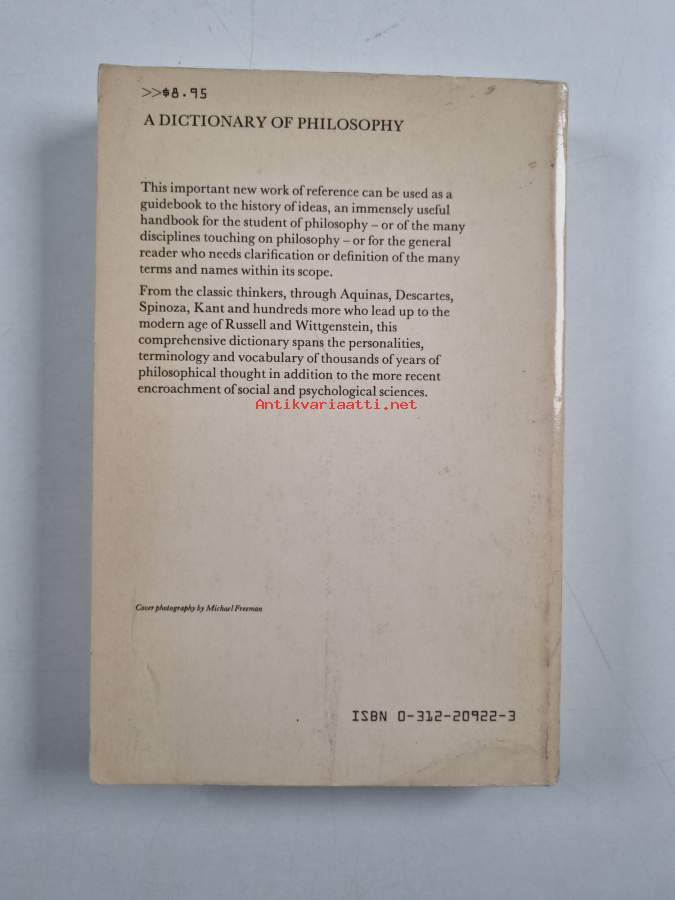 >>$8.95
A DICTIONARY OF PHILOSOPHY
This important new work of reference can be used as a
guidebook to the history of ideas, an immensely useful
handbook for the student of philosophy – or of the many
disciplines touching on philosophy – or for the general
reader who needs clarification or definition of the many
terms and names within its scope.
From the classic thinkers, through Aquinas, Descartes,
Spinoza, Kant and hundreds more who lead up to the
modern age of Russell and Wittgenstein, this
comprehensive dictionary spans the personalities,
terminology and vocabulary of thousands of years of
philosophical thought in addition to the more recent
encroachment of social and psychological sciences.
Antikvariaatti.net
Cover photography by Michael Freeman
ISBN 0-312-20922-3